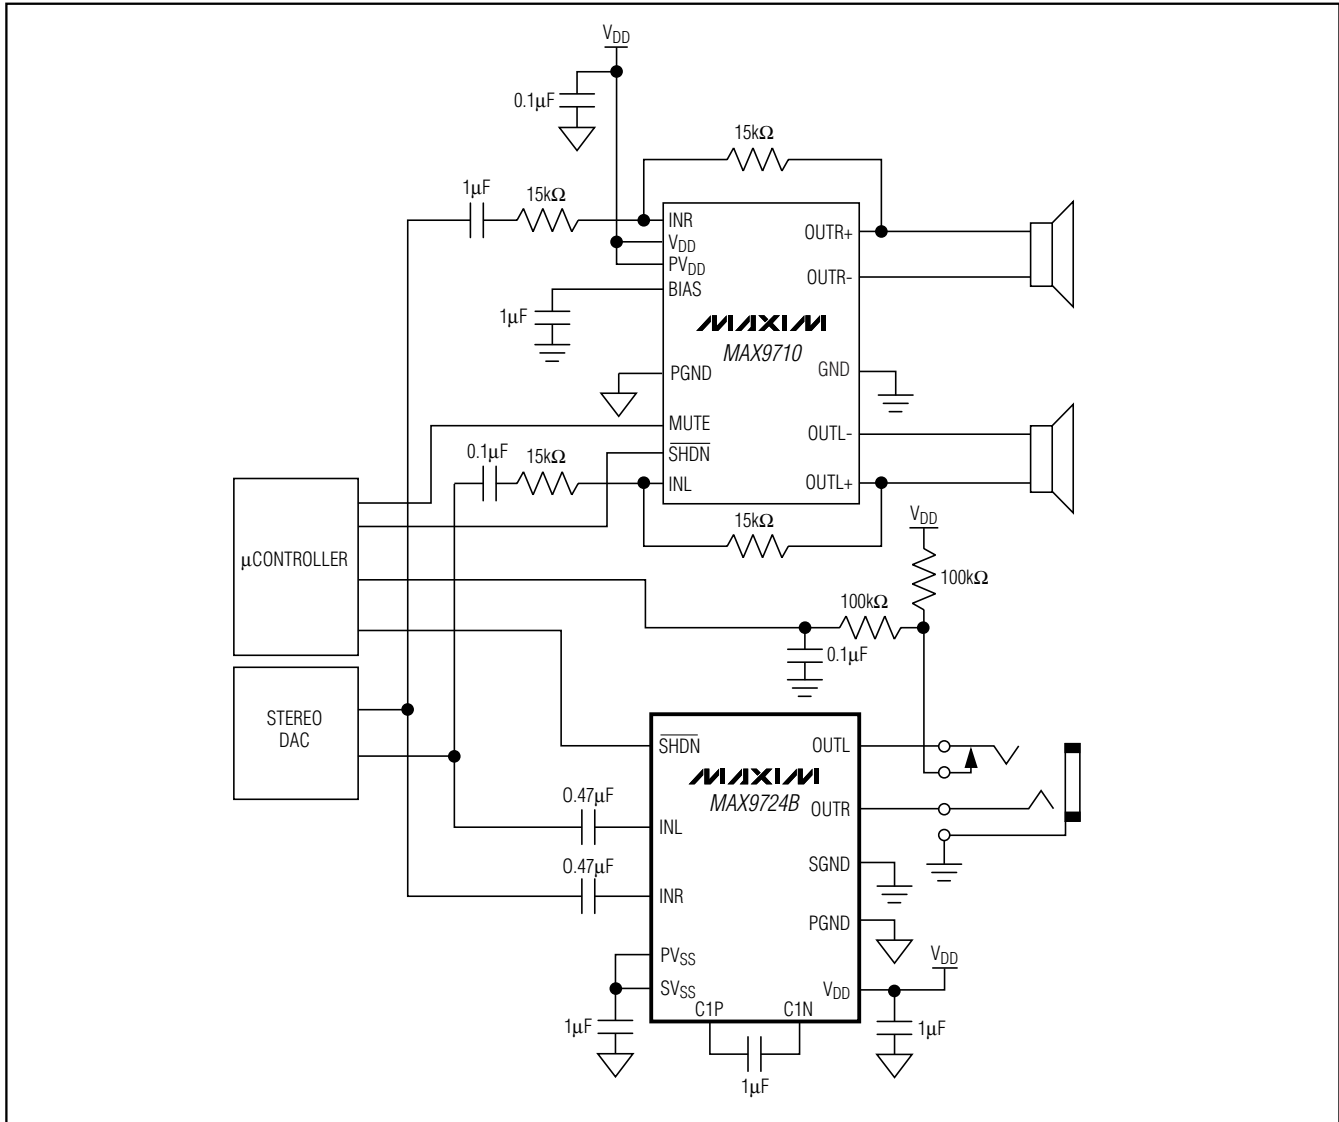 VDD
0.1µF
15kΩ
1µF
15kΩ
INR
VDD
PVDD
BIAS
1µF
OUTR+
OUTR-
MAXIM
MAX9710
PGND
GND
MUTE
SHDN
INL
OUTL-
OUTL+
0.1µF
15kΩ
15kΩ
VDD
100kΩ
100kΩ
0.1µF
µCONTROLLER
STEREO
DAC
SHDN
OUTL
MAXIM
MAX9724B
0.47µF
INL
OUTR
0.47µF
INR
SGND
PGND
PVSS
SVSS
VDD
VDD
C1P
C1N
1µF
1µF
1µF